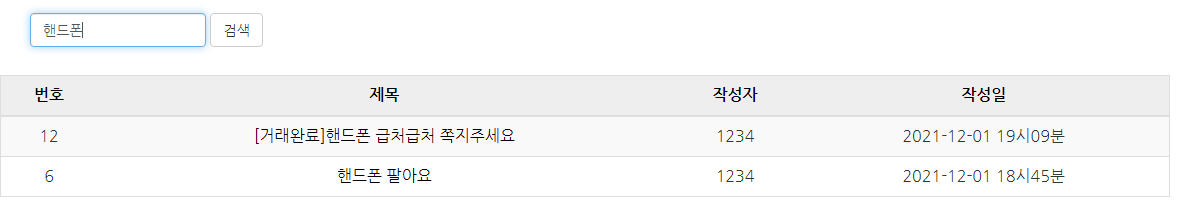 핸드폰 검색
번호 제목 작성자 작성일
12 [거래완료]핸드폰 급처급처 쪽지주세요 1234 2021-12-01 19시09분
6 핸드폰 팔아요 1234 2021-12-01 18시45분